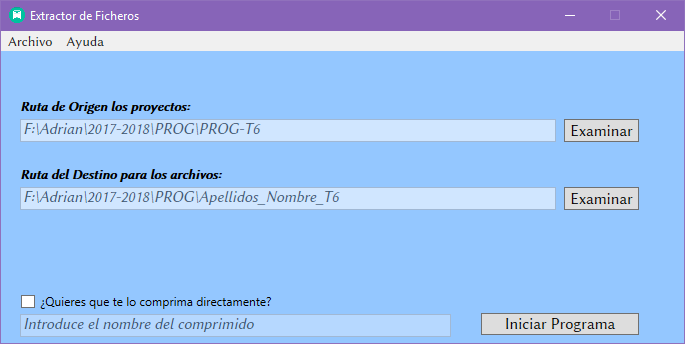 Extractor de Ficheros
Archivo Ayuda
Ruta de Origen los proyectos:
F:\Adrian\2017-2018\PROG\PROG-T6
Examinar
Ruta del Destino para los archivos:
F:\Adrian\2017-2018\PROG\Apellidos_Nombre_T6
Examinar
¿Quieres que te lo comprima directamente?
Introduce el nombre del comprimido
Iniciar Programa